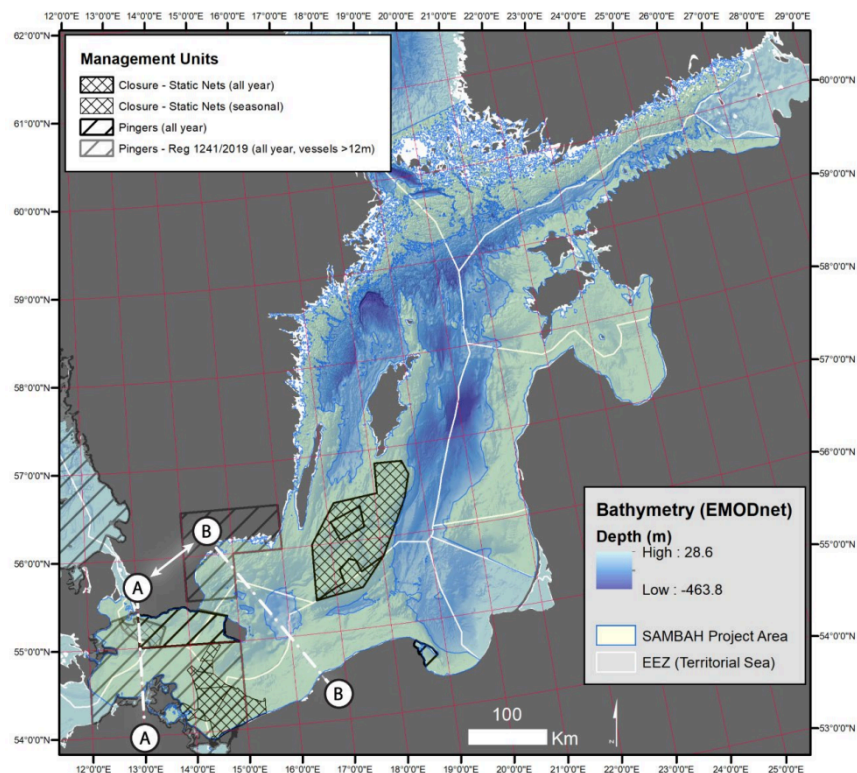 12°0'0"E 13°0'0"E 14°0'0"E 15°0'0"E 16°0'0"E 17°0'0"E 18°0'0"E 19°0'0"E 20°0'0"E 21°0'0"E 22°0'0"E 23°0'0"E 24°0'0"E 25°0'0"E 26°0'0"E 27°0'0"E 28°0'0"E 29°0'0"E
62°0'0"N
61°0'0"N
60°0'0"N
59°0'0"N
58°0'0"N
57°0'0"N
56°0'0"N
55°0'0"N
54°0'0"N
Management Units
Closure - Static Nets (all year)
Closure - Static Nets (seasonal)
Pingers (all year)
Pingers - Reg 1241/2019 (all year, vessels >12m)
60°0'0"N
59°0'0"N
58°0'0"N
57°0'0"N
56°0'0"N
55°0'0"N
54°0'0"N
53°0'0"N
B
A
B
A
Bathymetry (EMODnet)
Depth (m)
High : 28.6
Low : -463.8
SAMBAH Project Area
EEZ (Territorial Sea)
100
Km
N
12°0'0"E 13°0'0"E 14°0'0"E 15°0'0"E 16°0'0"E 17°0'0"E 18°0'0"E 19°0'0"E 20°0'0"E 21°0'0"E 22°0'0"E 23°0'0"E